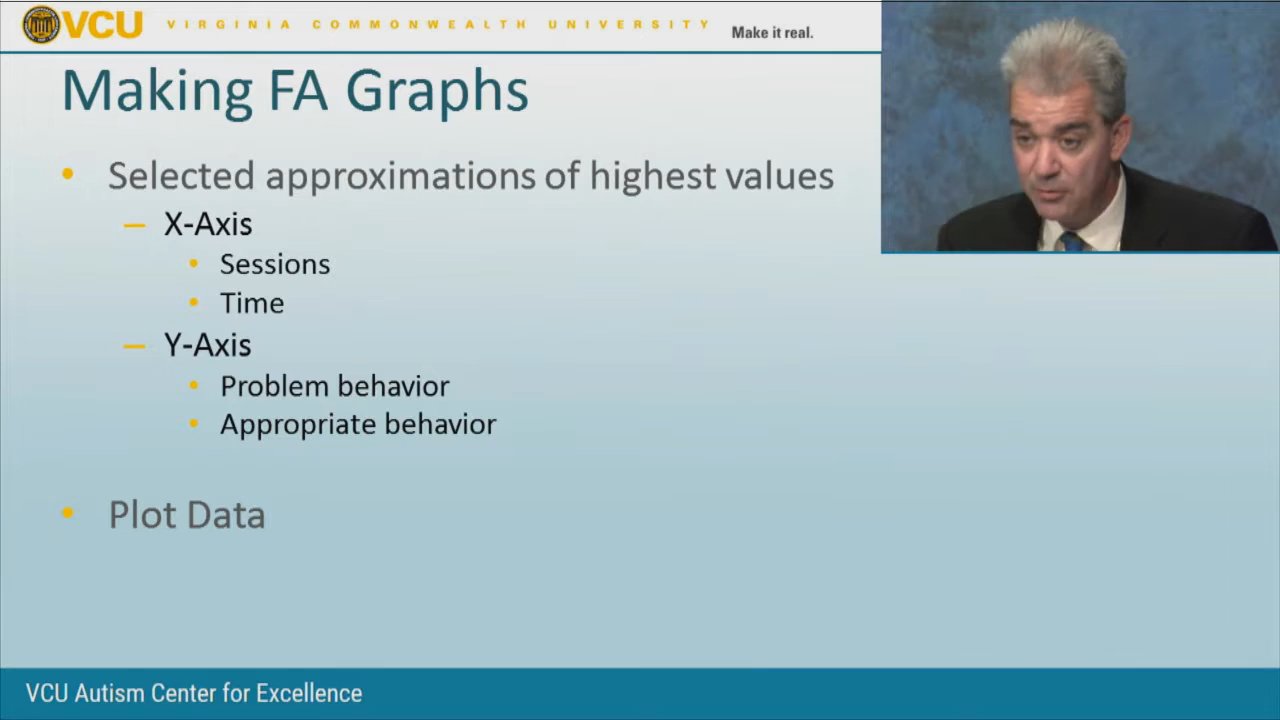 VCU VIRGINIA COMMONWEALTH UNIVERSITY Make it real.
Making FA Graphs
• Selected approximations of highest values
– X-Axis
• Sessions
• Time
– Y-Axis
• Problem behavior
• Appropriate behavior
• Plot Data
VCU Autism Center for Excellence